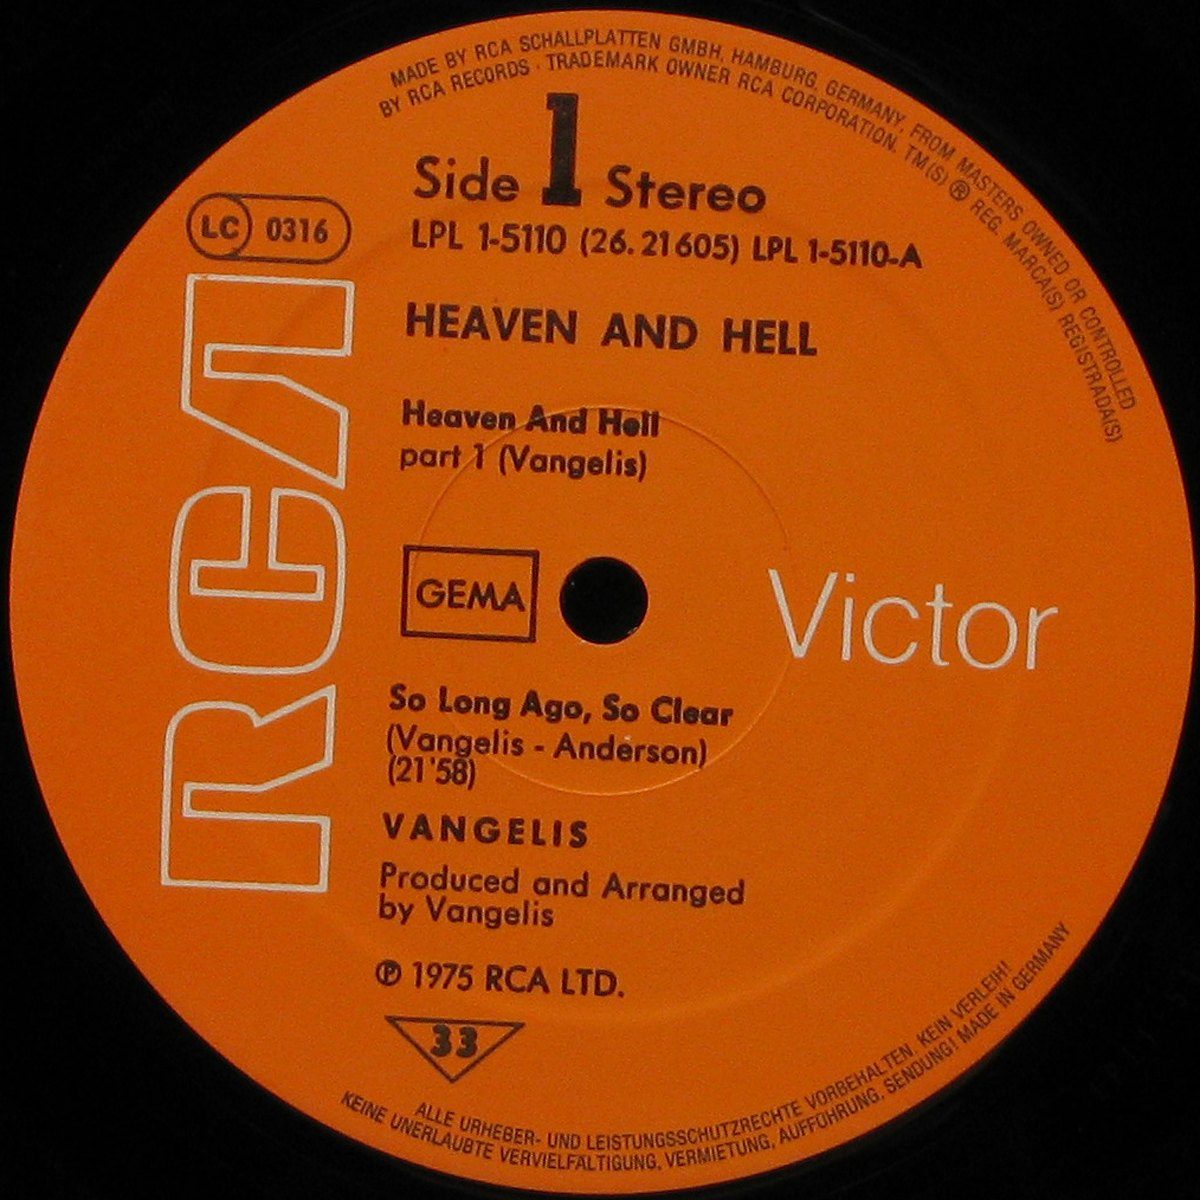 MADE BY RCA SCHALLPLATTEN GMBH, HAMBURG, GERMANY, FROM MASTERS OWNED OR CONTROLLED
BY RCA RECORDS · TRADEMARK OWNER RCA CORPORATION. TM(S) ® REG. MARCA(S) REGISTRADA(S)
Side 1 Stereo
LC 0316
LPL 1-5110 (26.21605) LPL 1-5110-A
RCA
HEAVEN AND HELL
Heaven And Hell
part 1 (Vangelis)
GEMA
Victor
So Long Ago, So Clear
(Vangelis - Anderson)
(21'58)
VANGELIS
Produced and Arranged
by Vangelis
℗ 1975 RCA LTD.
33
ALLE URHEBER- UND LEISTUNGSSCHUTZRECHTE VORBEHALTEN. KEIN VERLEIH!
KEINE UNERLAUBTE VERVIELFÄLTIGUNG, VERMIETUNG, AUFFÜHRUNG, SENDUNG! MADE IN GERMANY